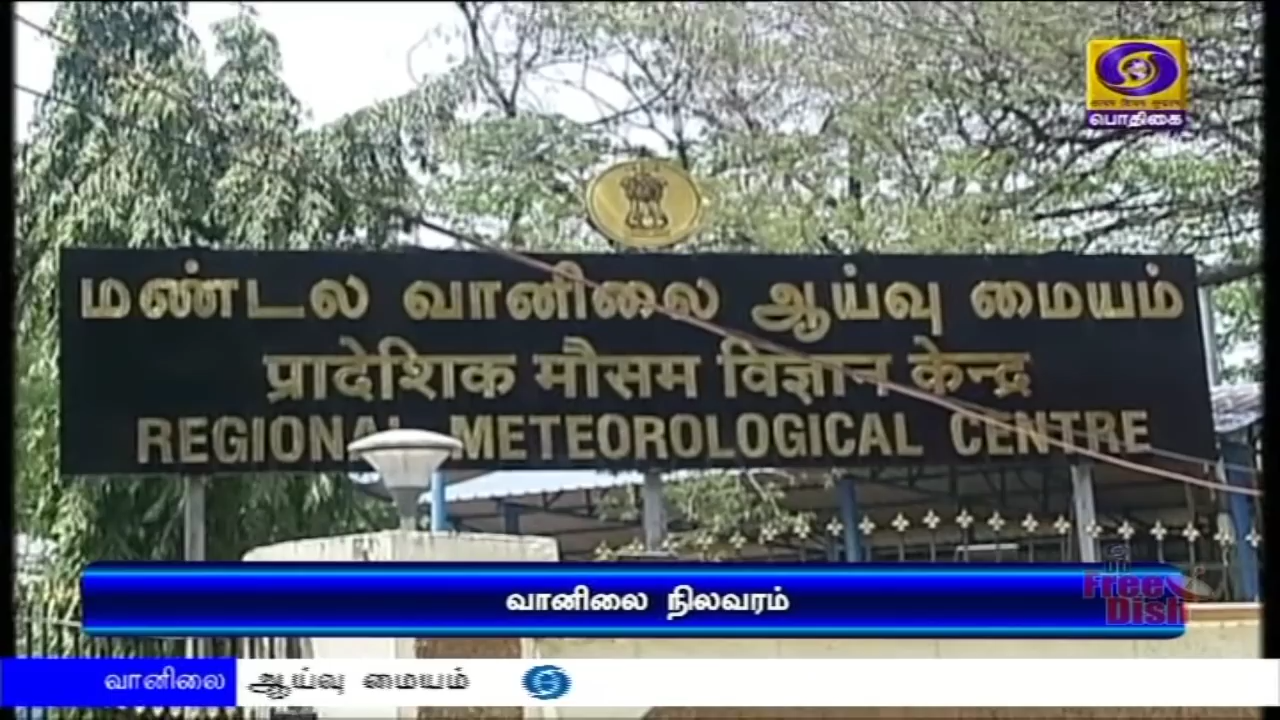 பொதிகை
மண்டல வானிலை ஆய்வு மையம்
प्रादेशिक मौसम विज्ञान केन्द्र
REGIONAL METEOROLOGICAL CENTRE
வானிலை நிலவரம்
Free
Dish
வானிலை ஆய்வு மையம்